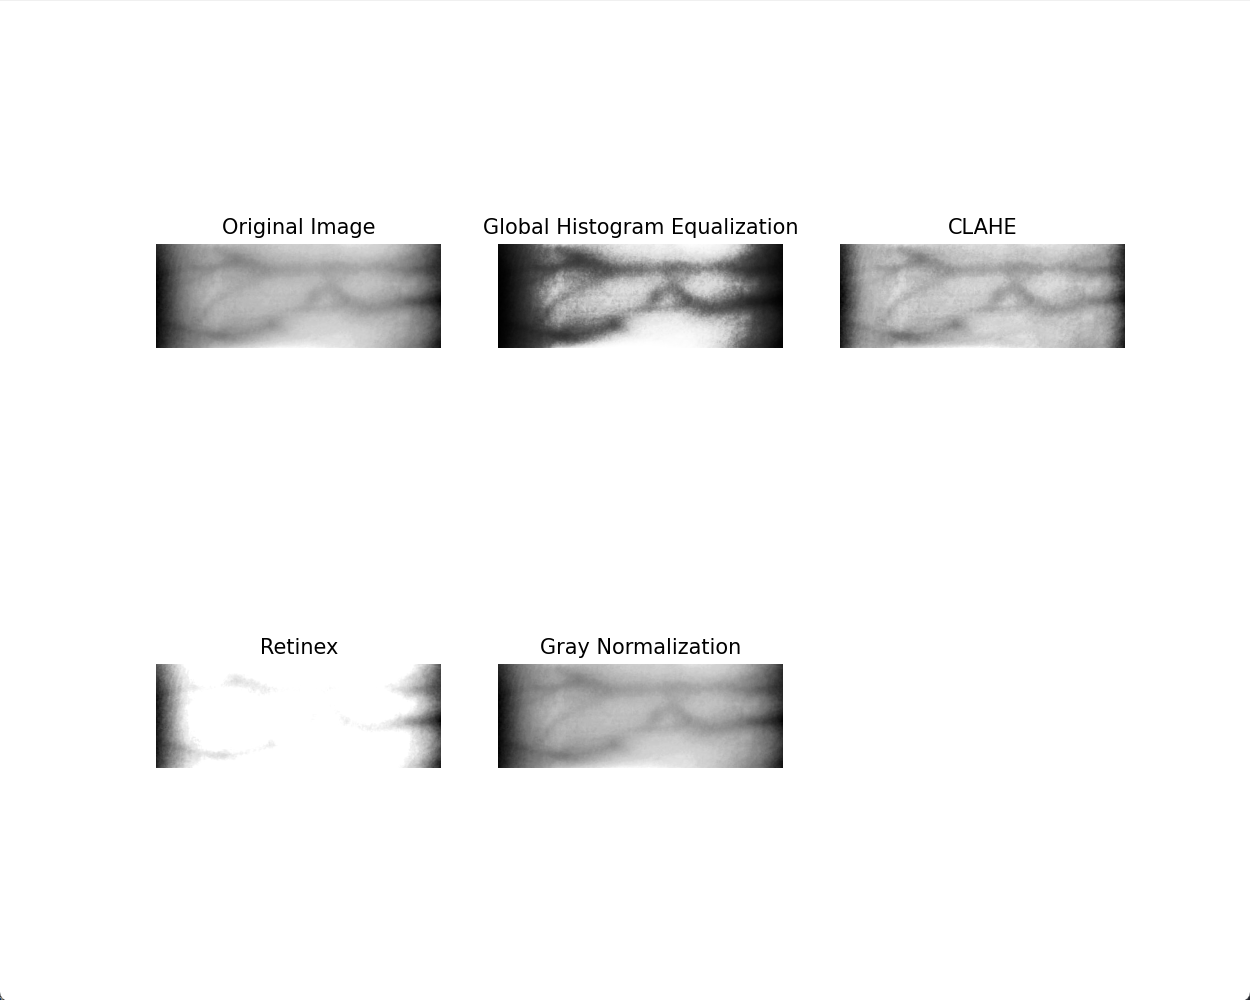 Original Image
Global Histogram Equalization
CLAHE
Retinex
Gray Normalization